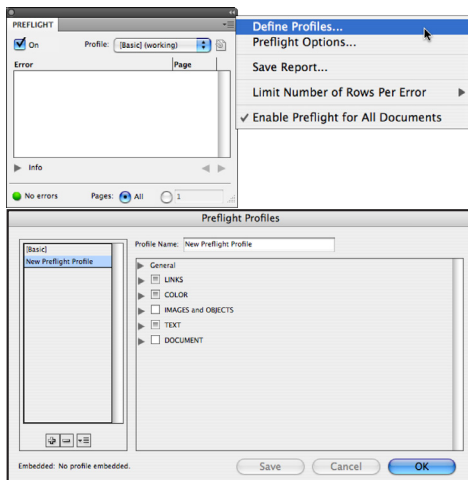 PREFLIGHT
On
Profile: [Basic] (working)
Error Page
Info
No errors Pages: All 1
Define Profiles...
Preflight Options...
Save Report...
Limit Number of Rows Per Error
✓ Enable Preflight for All Documents
Preflight Profiles
[Basic]
New Preflight Profile
Profile Name: New Preflight Profile
General
LINKS
COLOR
IMAGES and OBJECTS
TEXT
DOCUMENT
Embedded: No profile embedded.
Save Cancel OK